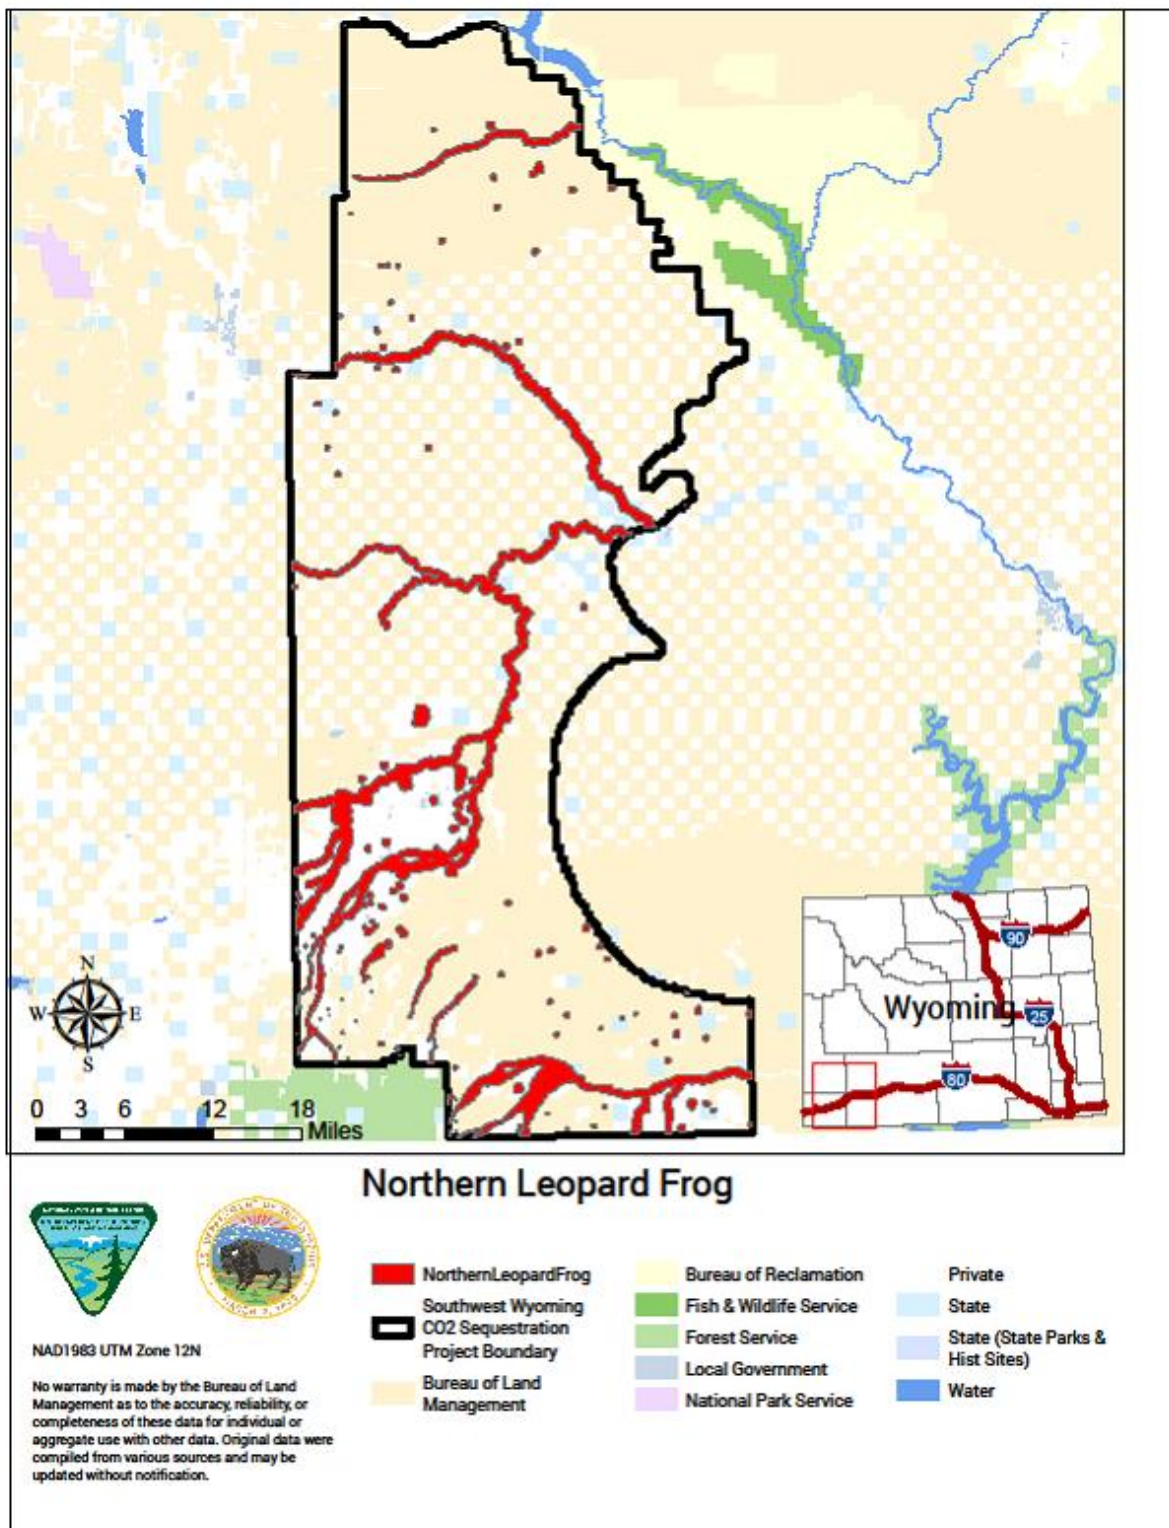 N
W
E
S
0 3 6 12 18
Miles
90
Wyoming
25
80
Northern Leopard Frog
NorthernLeopardFrog
Southwest Wyoming
CO2 Sequestration
Project Boundary
Bureau of Land
Management
Bureau of Reclamation
Fish & Wildlife Service
Forest Service
Local Government
National Park Service
Private
State
State (State Parks &
Hist Sites)
Water
NAD1983 UTM Zone 12N
No warranty is made by the Bureau of Land
Management as to the accuracy, reliability, or
completeness of these data for individual or
aggregate use with other data. Original data were
compiled from various sources and may be
updated without notification.